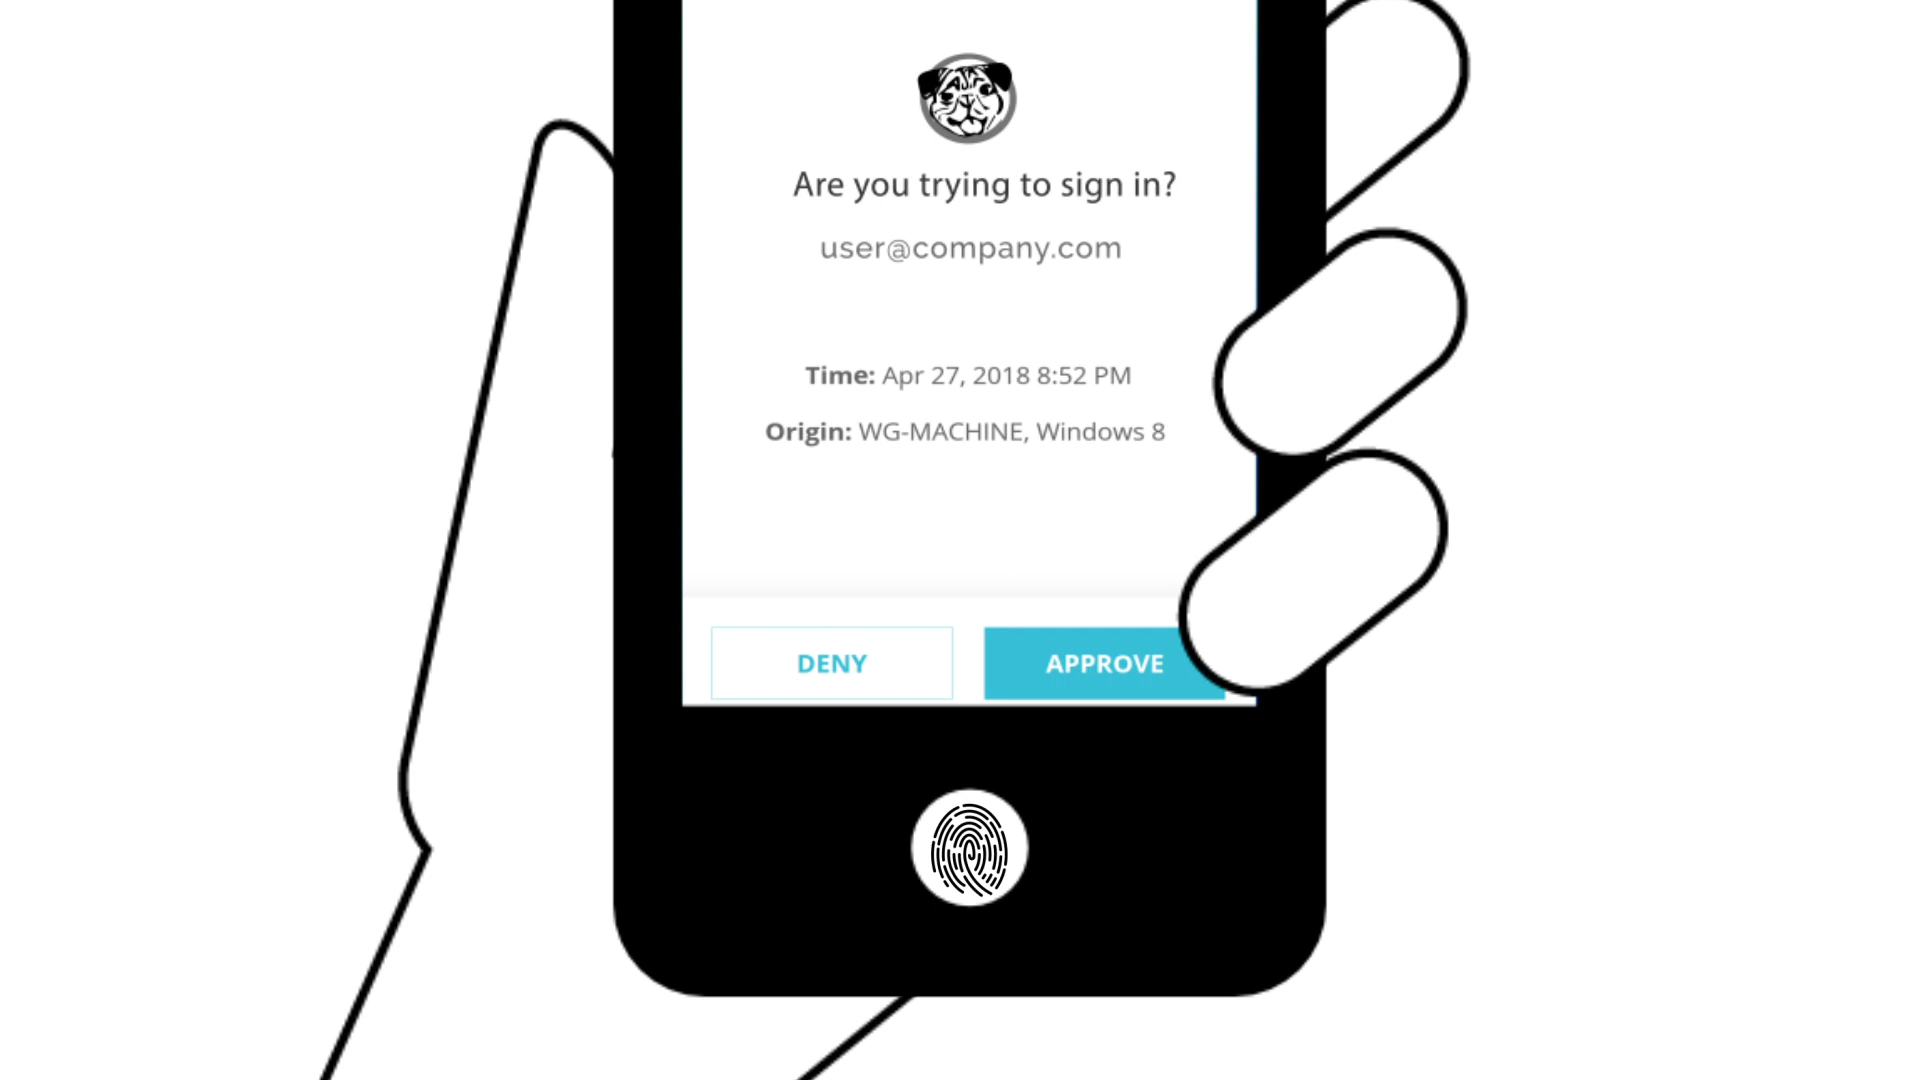 Are you trying to sign in?
user@company.com
Time: Apr 27, 2018 8:52 PM
Origin: WG-MACHINE, Windows 8
DENY
APPROVE